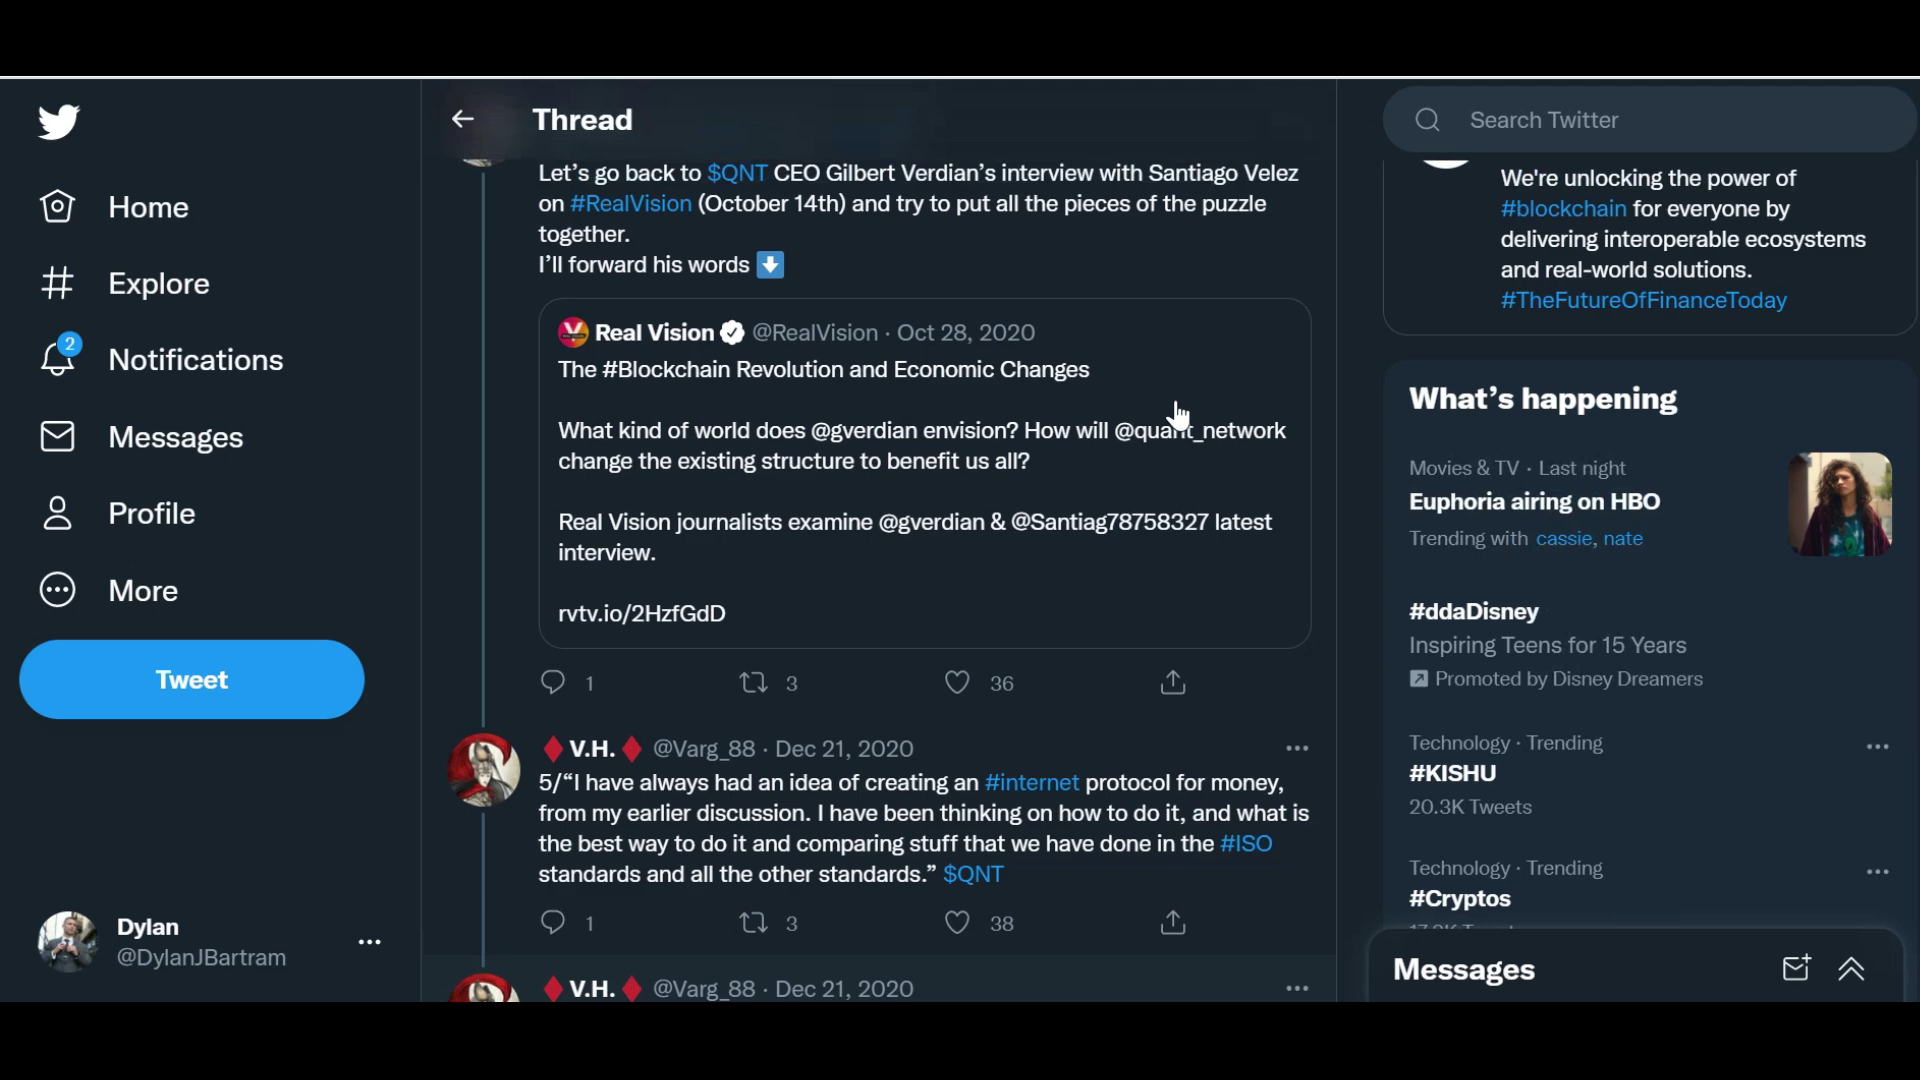 Home
Explore
2
Notifications
Messages
Profile
More
Tweet
Dylan
@DylanJBartram
Thread
Let's go back to $QNT CEO Gilbert Verdian's interview with Santiago Velez
on #RealVision (October 14th) and try to put all the pieces of the puzzle
together.
I'll forward his words ⬇️
Real Vision @RealVision · Oct 28, 2020
The #Blockchain Revolution and Economic Changes
What kind of world does @gverdian envision? How will @quant_network
change the existing structure to benefit us all?
Real Vision journalists examine @gverdian & @Santiag78758327 latest
interview.
rvtv.io/2HzfGdD
1 3 36
♦️ V.H. ♦️ @Varg_88 · Dec 21, 2020
5/“I have always had an idea of creating an #internet protocol for money,
from my earlier discussion. I have been thinking on how to do it, and what is
the best way to do it and comparing stuff that we have done in the #ISO
standards and all the other standards.” $QNT
1 3 38
♦️ V.H. ♦️ @Varg_88 · Dec 21, 2020
Search Twitter
We're unlocking the power of
#blockchain for everyone by
delivering interoperable ecosystems
and real-world solutions.
#TheFutureOfFinanceToday
What's happening
Movies & TV · Last night
Euphoria airing on HBO
Trending with cassie, nate
#ddaDisney
Inspiring Teens for 15 Years
Promoted by Disney Dreamers
Technology · Trending
#KISHU
20.3K Tweets
Technology · Trending
#Cryptos
Messages